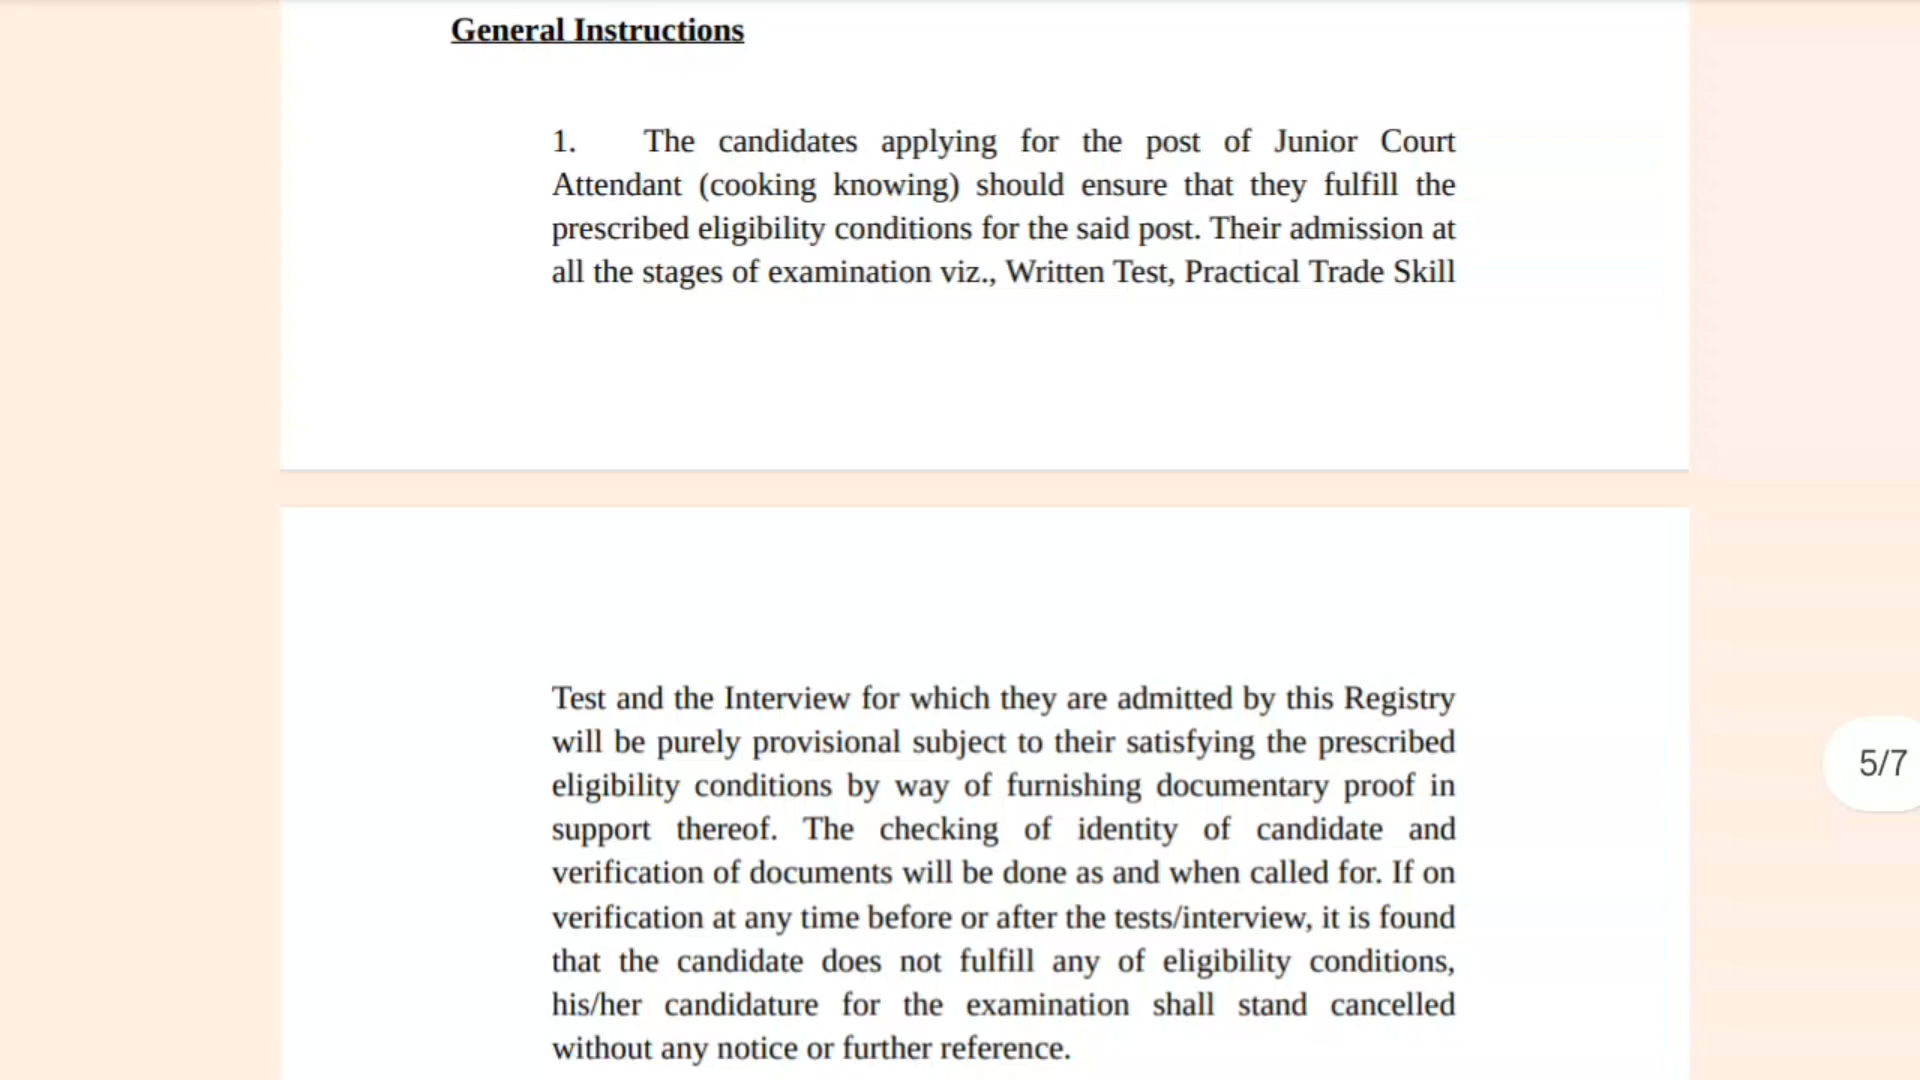 General Instructions
1. The candidates applying for the post of Junior Court
Attendant (cooking knowing) should ensure that they fulfill the
prescribed eligibility conditions for the said post. Their admission at
all the stages of examination viz., Written Test, Practical Trade Skill
Test and the Interview for which they are admitted by this Registry
will be purely provisional subject to their satisfying the prescribed
eligibility conditions by way of furnishing documentary proof in
support thereof. The checking of identity of candidate and
verification of documents will be done as and when called for. If on
verification at any time before or after the tests/interview, it is found
that the candidate does not fulfill any of eligibility conditions,
his/her candidature for the examination shall stand cancelled
without any notice or further reference.
5/7